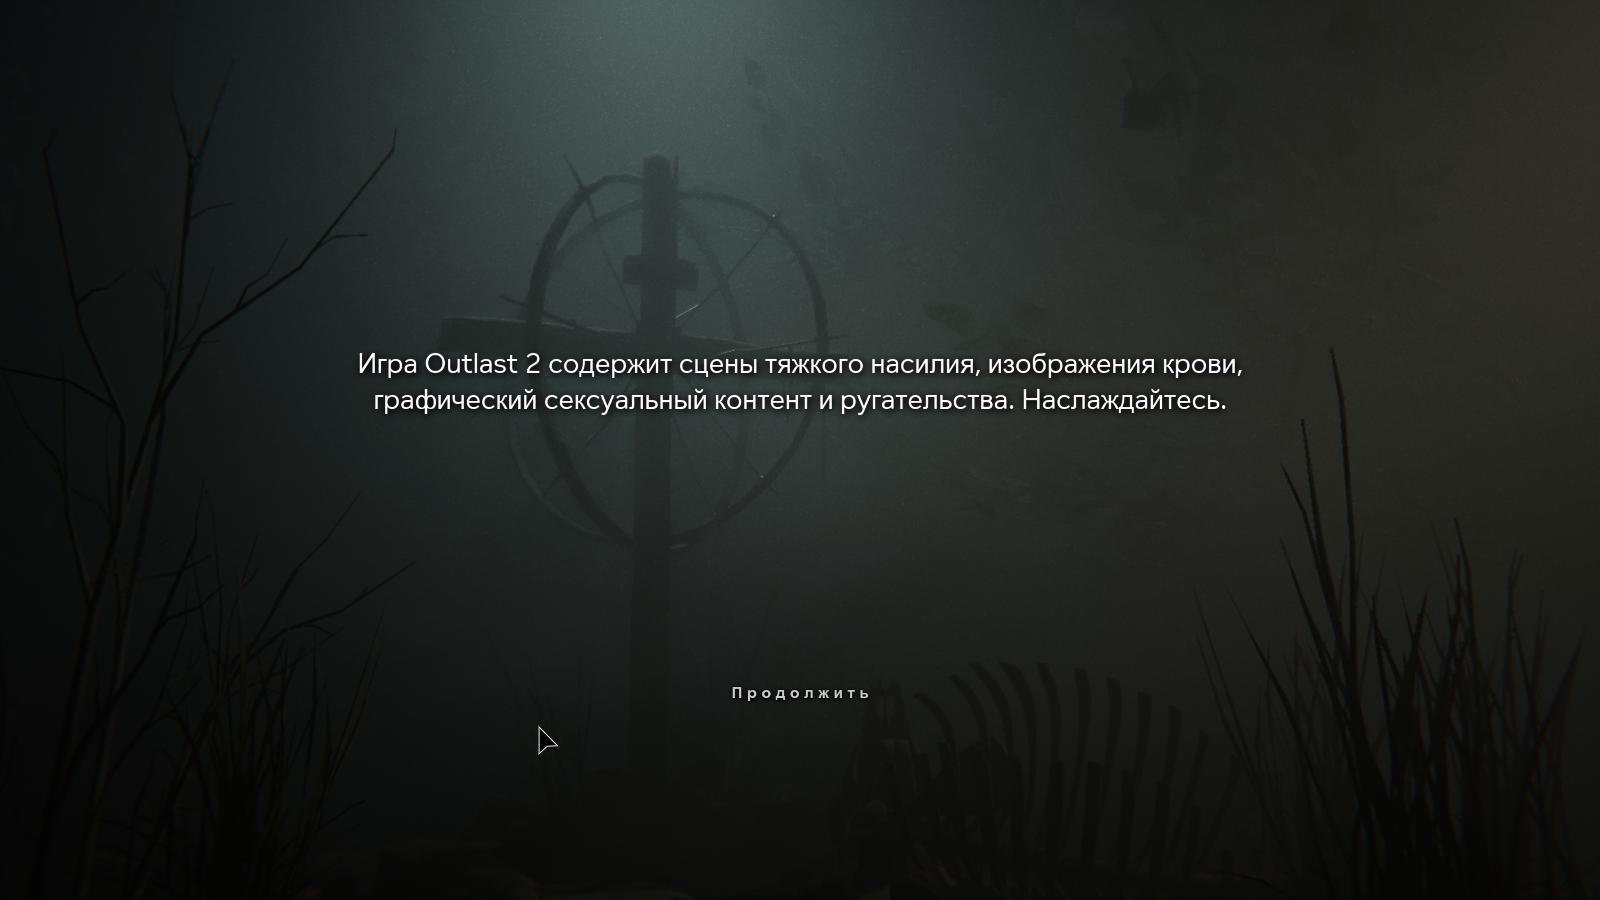 Игра Outlast 2 содержит сцены тяжкого насилия, изображения крови,
графический сексуальный контент и ругательства. Наслаждайтесь.
Продолжить